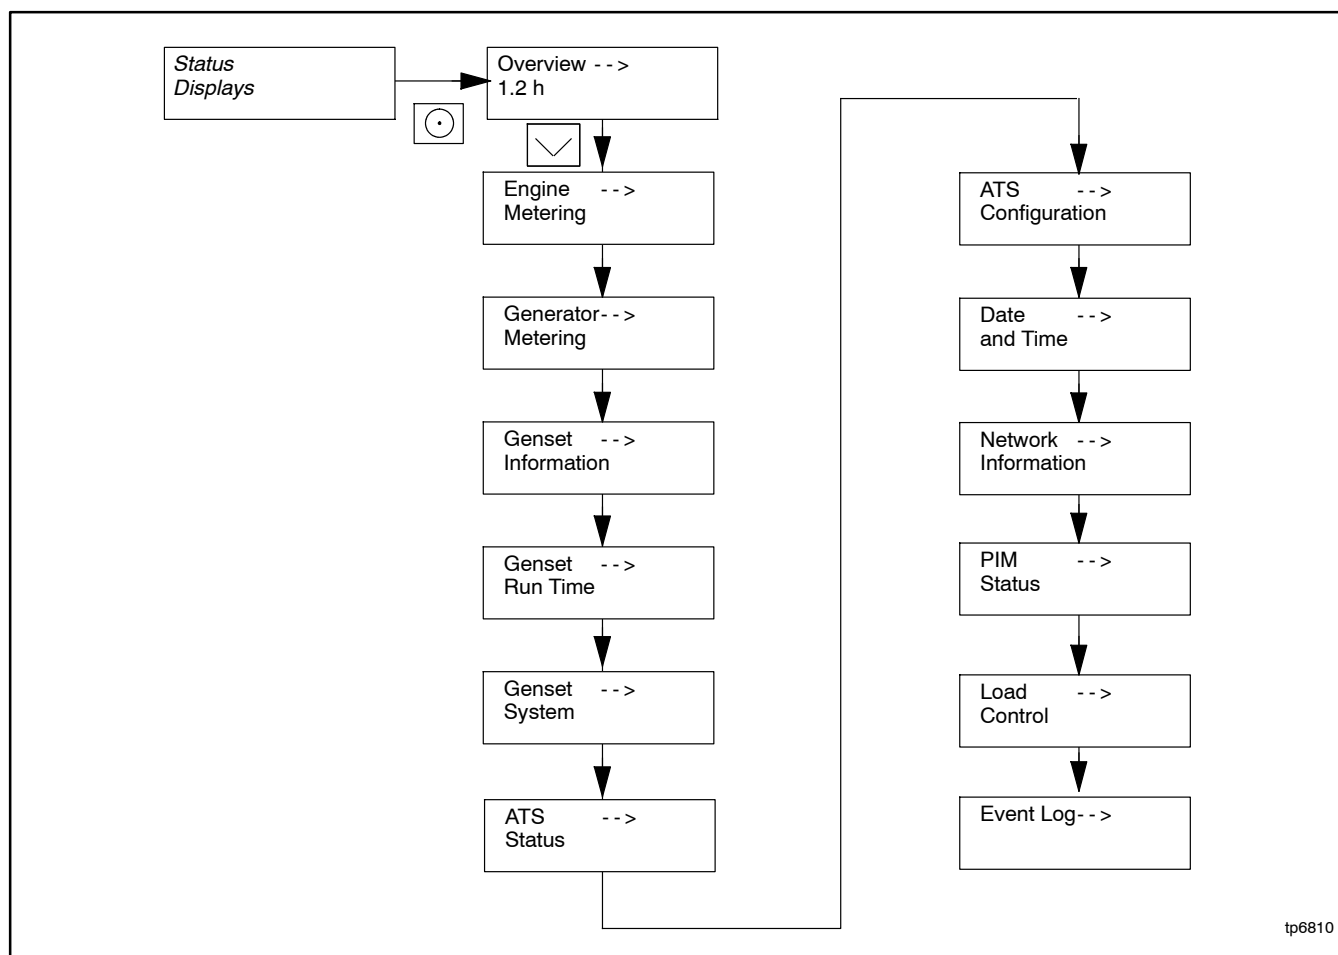 Status
Displays
Overview -->
1.2 h
Engine -->
Metering
Generator-->
Metering
Genset -->
Information
Genset -->
Run Time
Genset -->
System
ATS -->
Status
ATS -->
Configuration
Date -->
and Time
Network -->
Information
PIM -->
Status
Load -->
Control
Event Log-->
tp6810